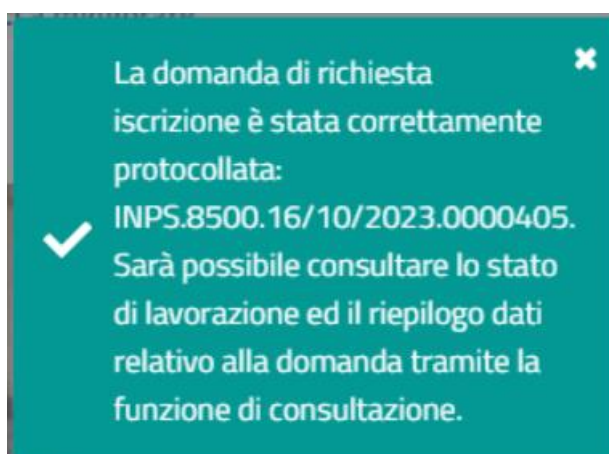 La domanda di richiesta
iscrizione è stata correttamente
protocollata:
INPS.8500.16/10/2023.0000405.
Sarà possibile consultare lo stato
di lavorazione ed il riepilogo dati
relativo alla domanda tramite la
funzione di consultazione.